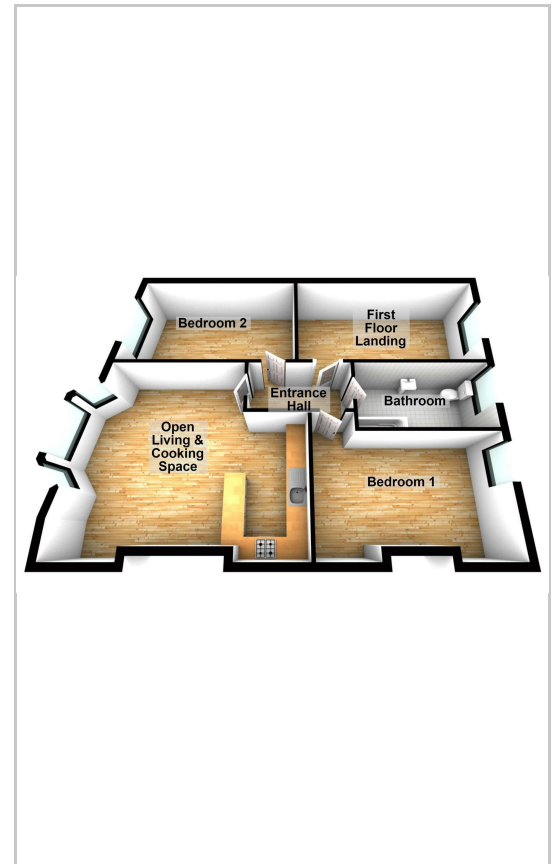 Bedroom 2
First
Floor
Landing
Entrance
Hall
Bathroom
Open
Living &
Cooking
Space
Bedroom 1